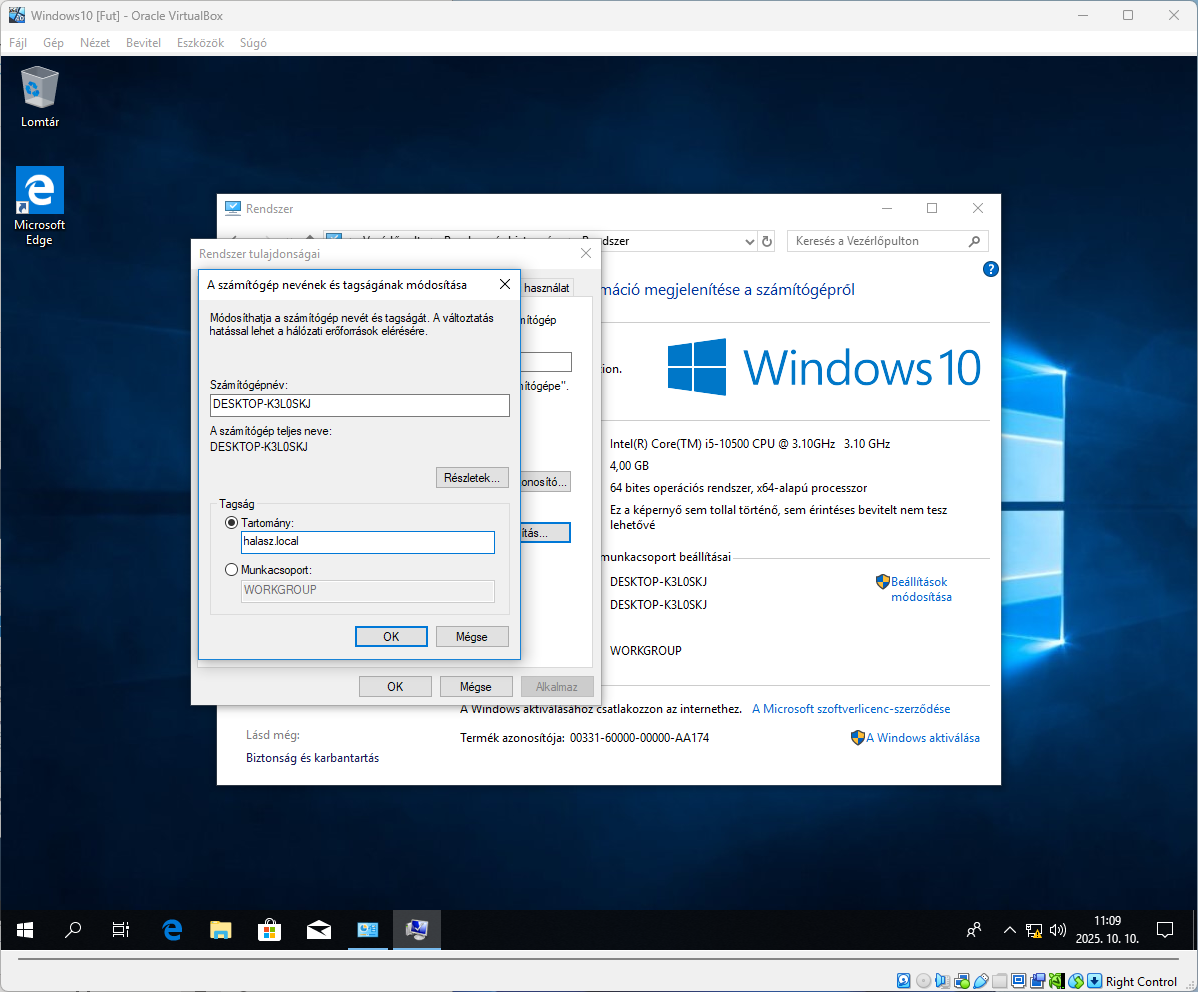 Windows10 [Fut] - Oracle VirtualBox
Fájl Gép Nézet Bevitel Eszközök Súgó
Lomtár
Microsoft
Edge
Rendszer
Keresés a Vezérlőpulton
Rendszer tulajdonságai
A számítógép nevének és tagságának módosítása
használat
Módosíthatja a számítógép nevét és tagságát. A változtatás
hatással lehet a hálózati erőforrások elérésére.
Számítógépnév:
DESKTOP-K3L0SKJ
A számítógép teljes neve:
DESKTOP-K3L0SKJ
Részletek...
Tagság
Tartomány:
halasz.local
Munkacsoport:
WORKGROUP
OK Mégse
OK Mégse Alkalmaz
máció megjelenítése a számítógépről
Windows 10
Intel(R) Core(TM) i5-10500 CPU @ 3.10GHz 3.10 GHz
4,00 GB
64 bites operációs rendszer, x64-alapú processzor
Ez a képernyő sem tollal történő, sem érintéses bevitelt nem tesz
lehetővé
munkacsoport beállításai
DESKTOP-K3L0SKJ
Beállítások
módosítása
DESKTOP-K3L0SKJ
WORKGROUP
A Windows aktiválásához csatlakozzon az internethez. A Microsoft szoftverlicenc-szerződése
Termék azonosítója: 00331-60000-00000-AA174
A Windows aktiválása
Lásd még:
Biztonság és karbantartás
11:09
2025. 10. 10.
Right Control